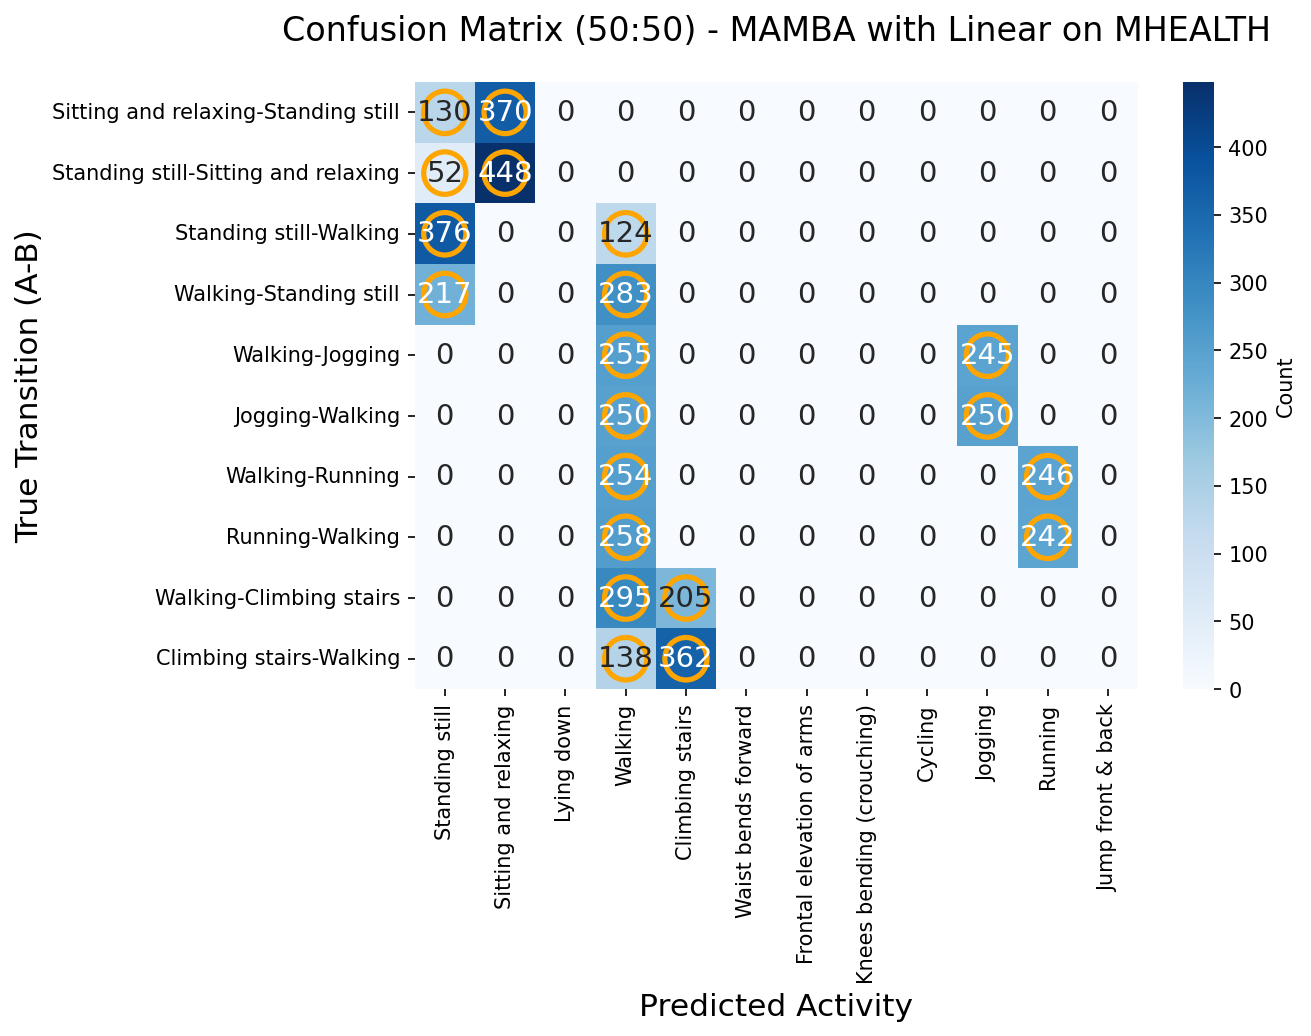 Confusion Matrix (50:50) - MAMBA with Linear on MHEALTH
True Transition (A-B)
Sitting and relaxing-Standing still 130 370 0 0 0 0 0 0 0 0 0 0
Standing still-Sitting and relaxing 52 448 0 0 0 0 0 0 0 0 0 0
Standing still-Walking 376 0 0 124 0 0 0 0 0 0 0 0
Walking-Standing still 217 0 0 283 0 0 0 0 0 0 0 0
Walking-Jogging 0 0 0 255 0 0 0 0 0 245 0 0
Jogging-Walking 0 0 0 250 0 0 0 0 0 250 0 0
Walking-Running 0 0 0 254 0 0 0 0 0 0 246 0
Running-Walking 0 0 0 258 0 0 0 0 0 0 242 0
Walking-Climbing stairs 0 0 0 295 205 0 0 0 0 0 0 0
Climbing stairs-Walking 0 0 0 138 362 0 0 0 0 0 0 0
Standing still
Sitting and relaxing
Lying down
Walking
Climbing stairs
Waist bends forward
Frontal elevation of arms
Knees bending (crouching)
Cycling
Jogging
Running
Jump front & back
Predicted Activity
400
350
300
250
200
150
100
50
0
Count